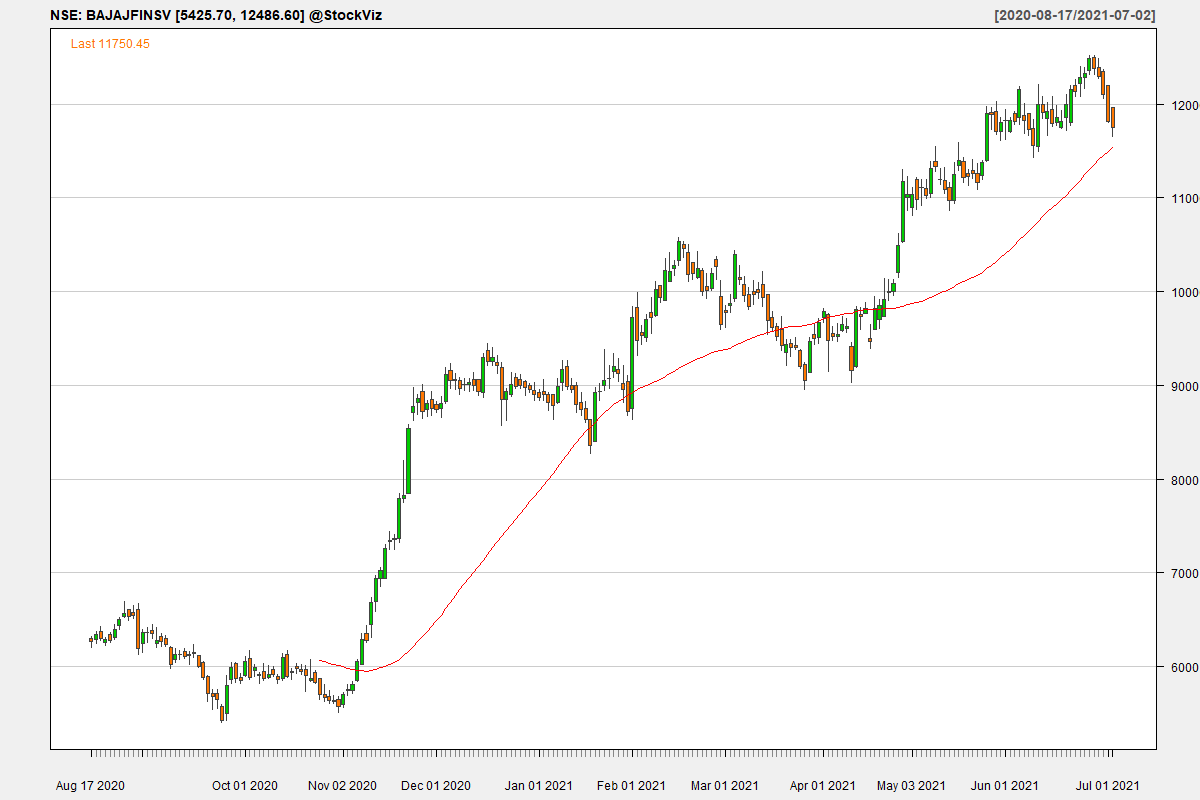 NSE: BAJAJFINSV [5425.70, 12486.60] @StockViz [2020-08-17/2021-07-02]
Last 11750.45
1200
1100
1000
9000
8000
7000
6000
Aug 17 2020 Oct 01 2020 Nov 02 2020 Dec 01 2020 Jan 01 2021 Feb 01 2021 Mar 01 2021 Apr 01 2021 May 03 2021 Jun 01 2021 Jul 01 2021